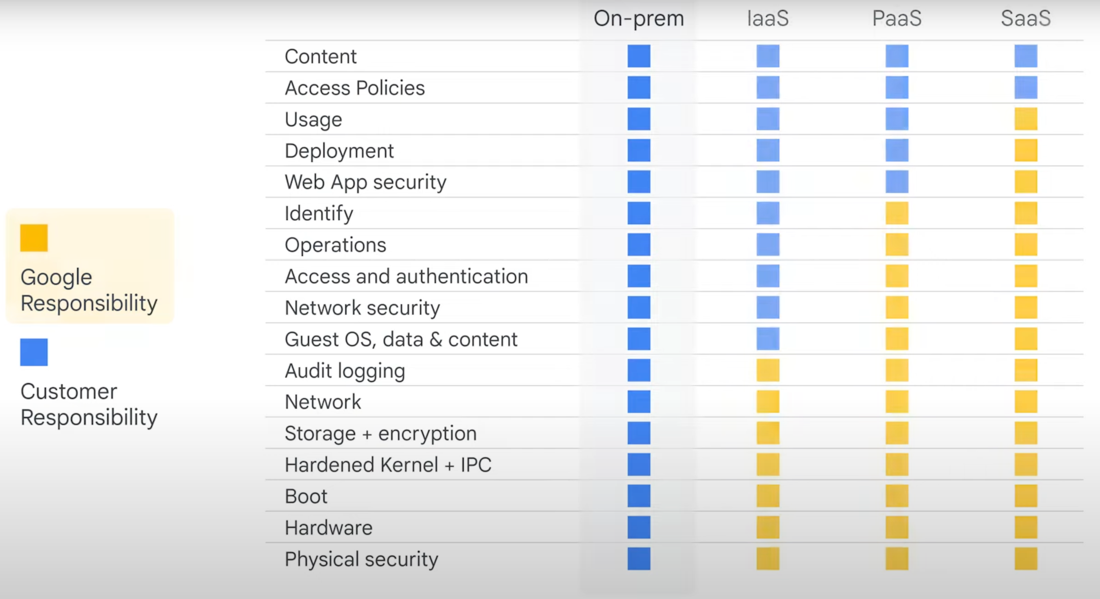 On-prem IaaS PaaS SaaS
Content
Access Policies
Usage
Deployment
Web App security
Identify
Operations
Access and authentication
Network security
Guest OS, data & content
Audit logging
Network
Storage + encryption
Hardened Kernel + IPC
Boot
Hardware
Physical security
Google
Responsibility
Customer
Responsibility